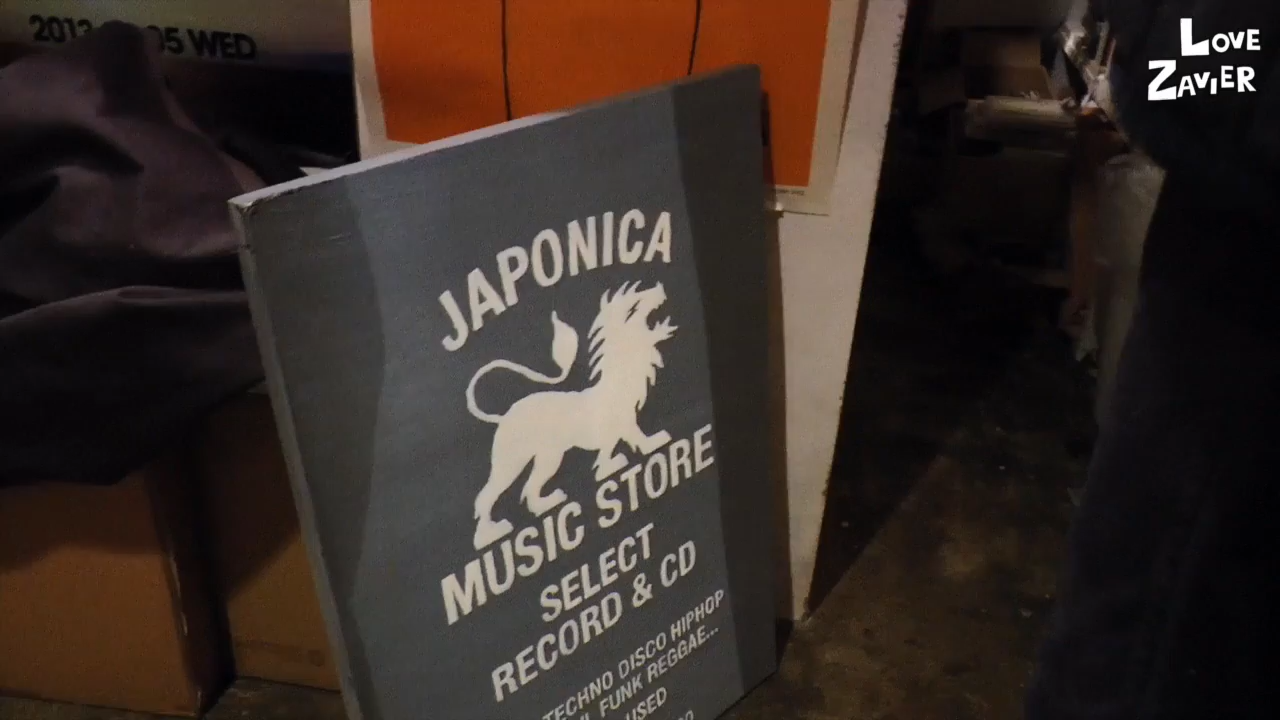 2013 05 WED
LOVE
ZAVIER
JAPONICA
MUSIC STORE
SELECT
RECORD & CD
TECHNO DISCO HIPHOP
FUNK REGGAE...
USED